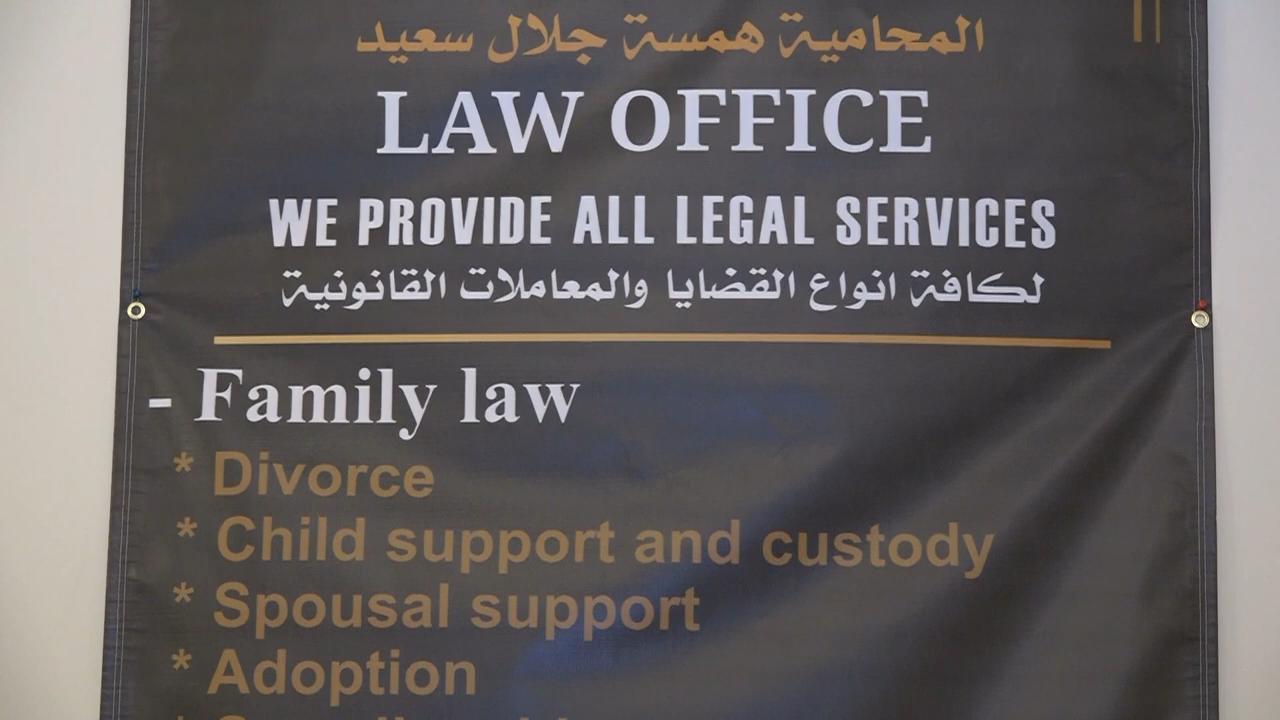 المحامية همسة جلال سعيد
LAW OFFICE
WE PROVIDE ALL LEGAL SERVICES
لكافة انواع القضايا والمعاملات القانونية
- Family law
* Divorce
* Child support and custody
* Spousal support
* Adoption